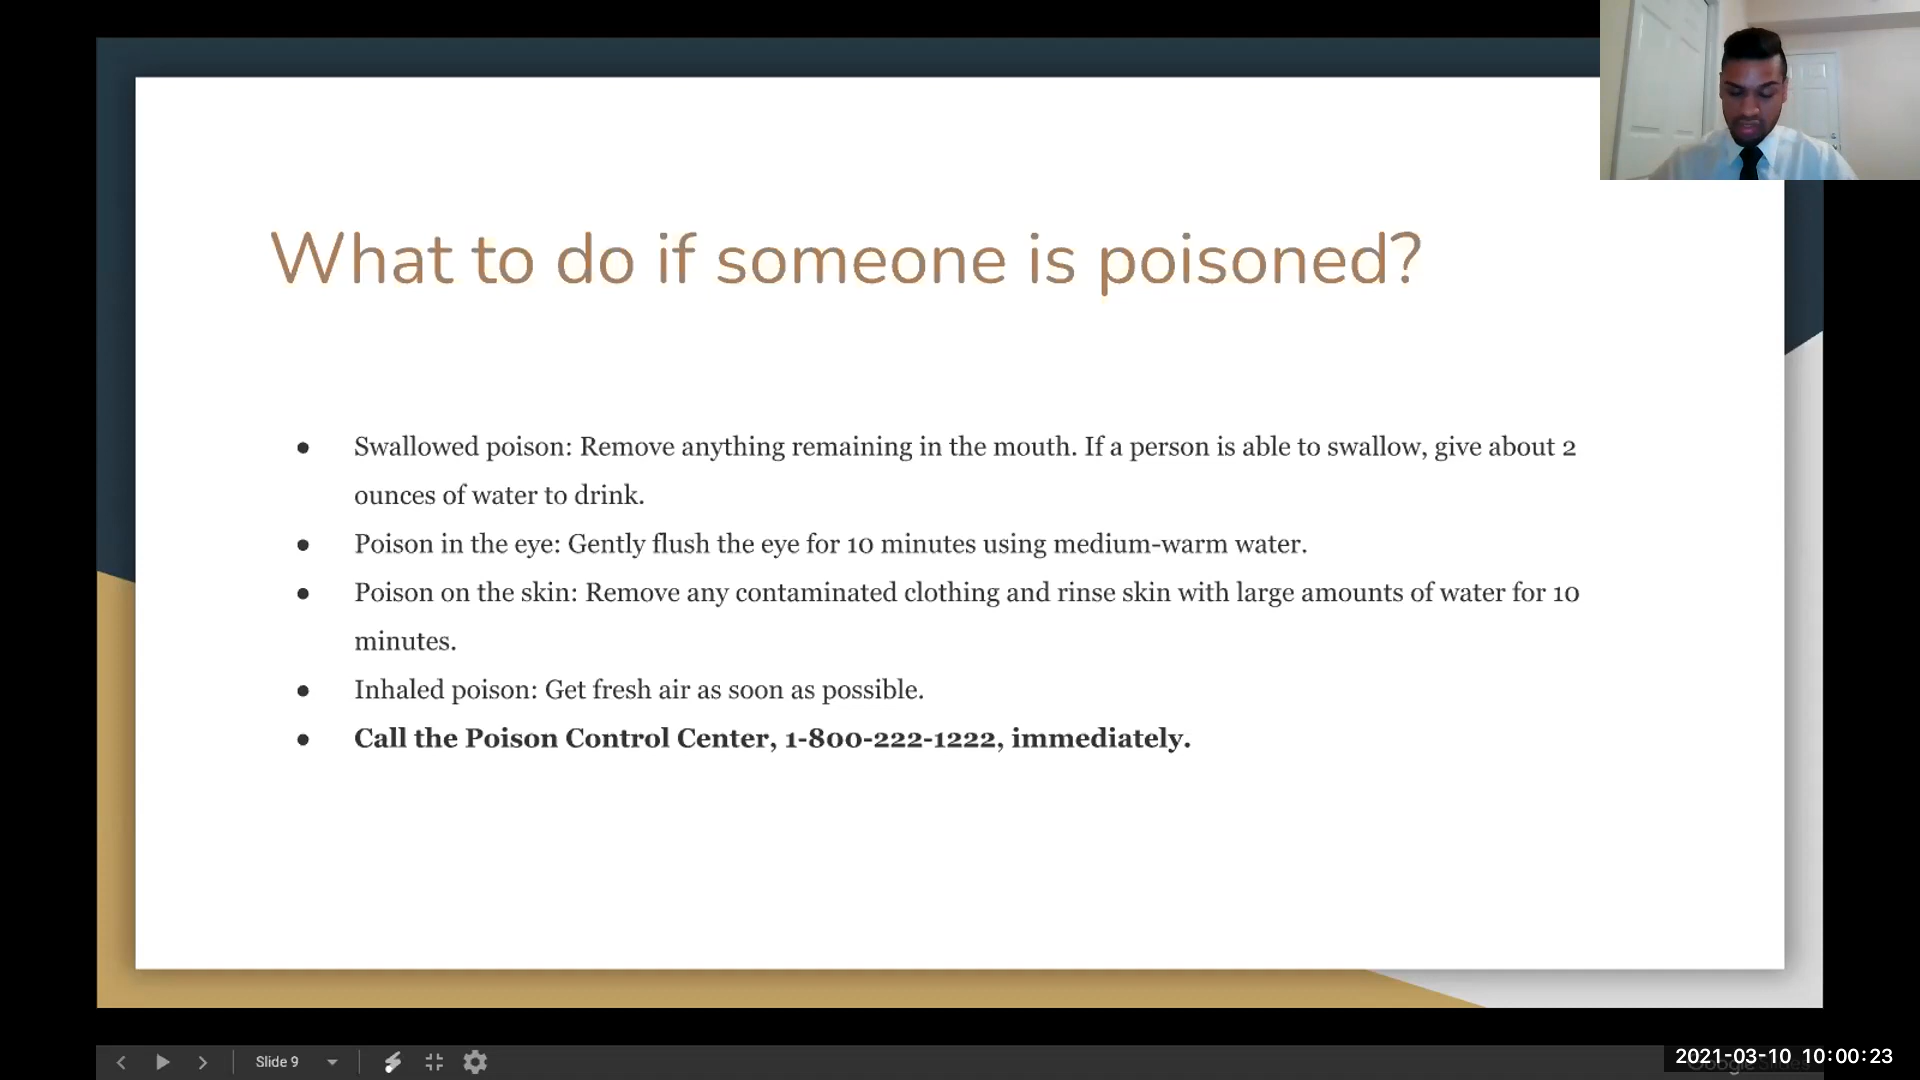 What to do if someone is poisoned?
● Swallowed poison: Remove anything remaining in the mouth. If a person is able to swallow, give about 2
ounces of water to drink.
● Poison in the eye: Gently flush the eye for 10 minutes using medium-warm water.
● Poison on the skin: Remove any contaminated clothing and rinse skin with large amounts of water for 10
minutes.
● Inhaled poison: Get fresh air as soon as possible.
● Call the Poison Control Center, 1-800-222-1222, immediately.
Slide 9
2021-03-10 10:00:23